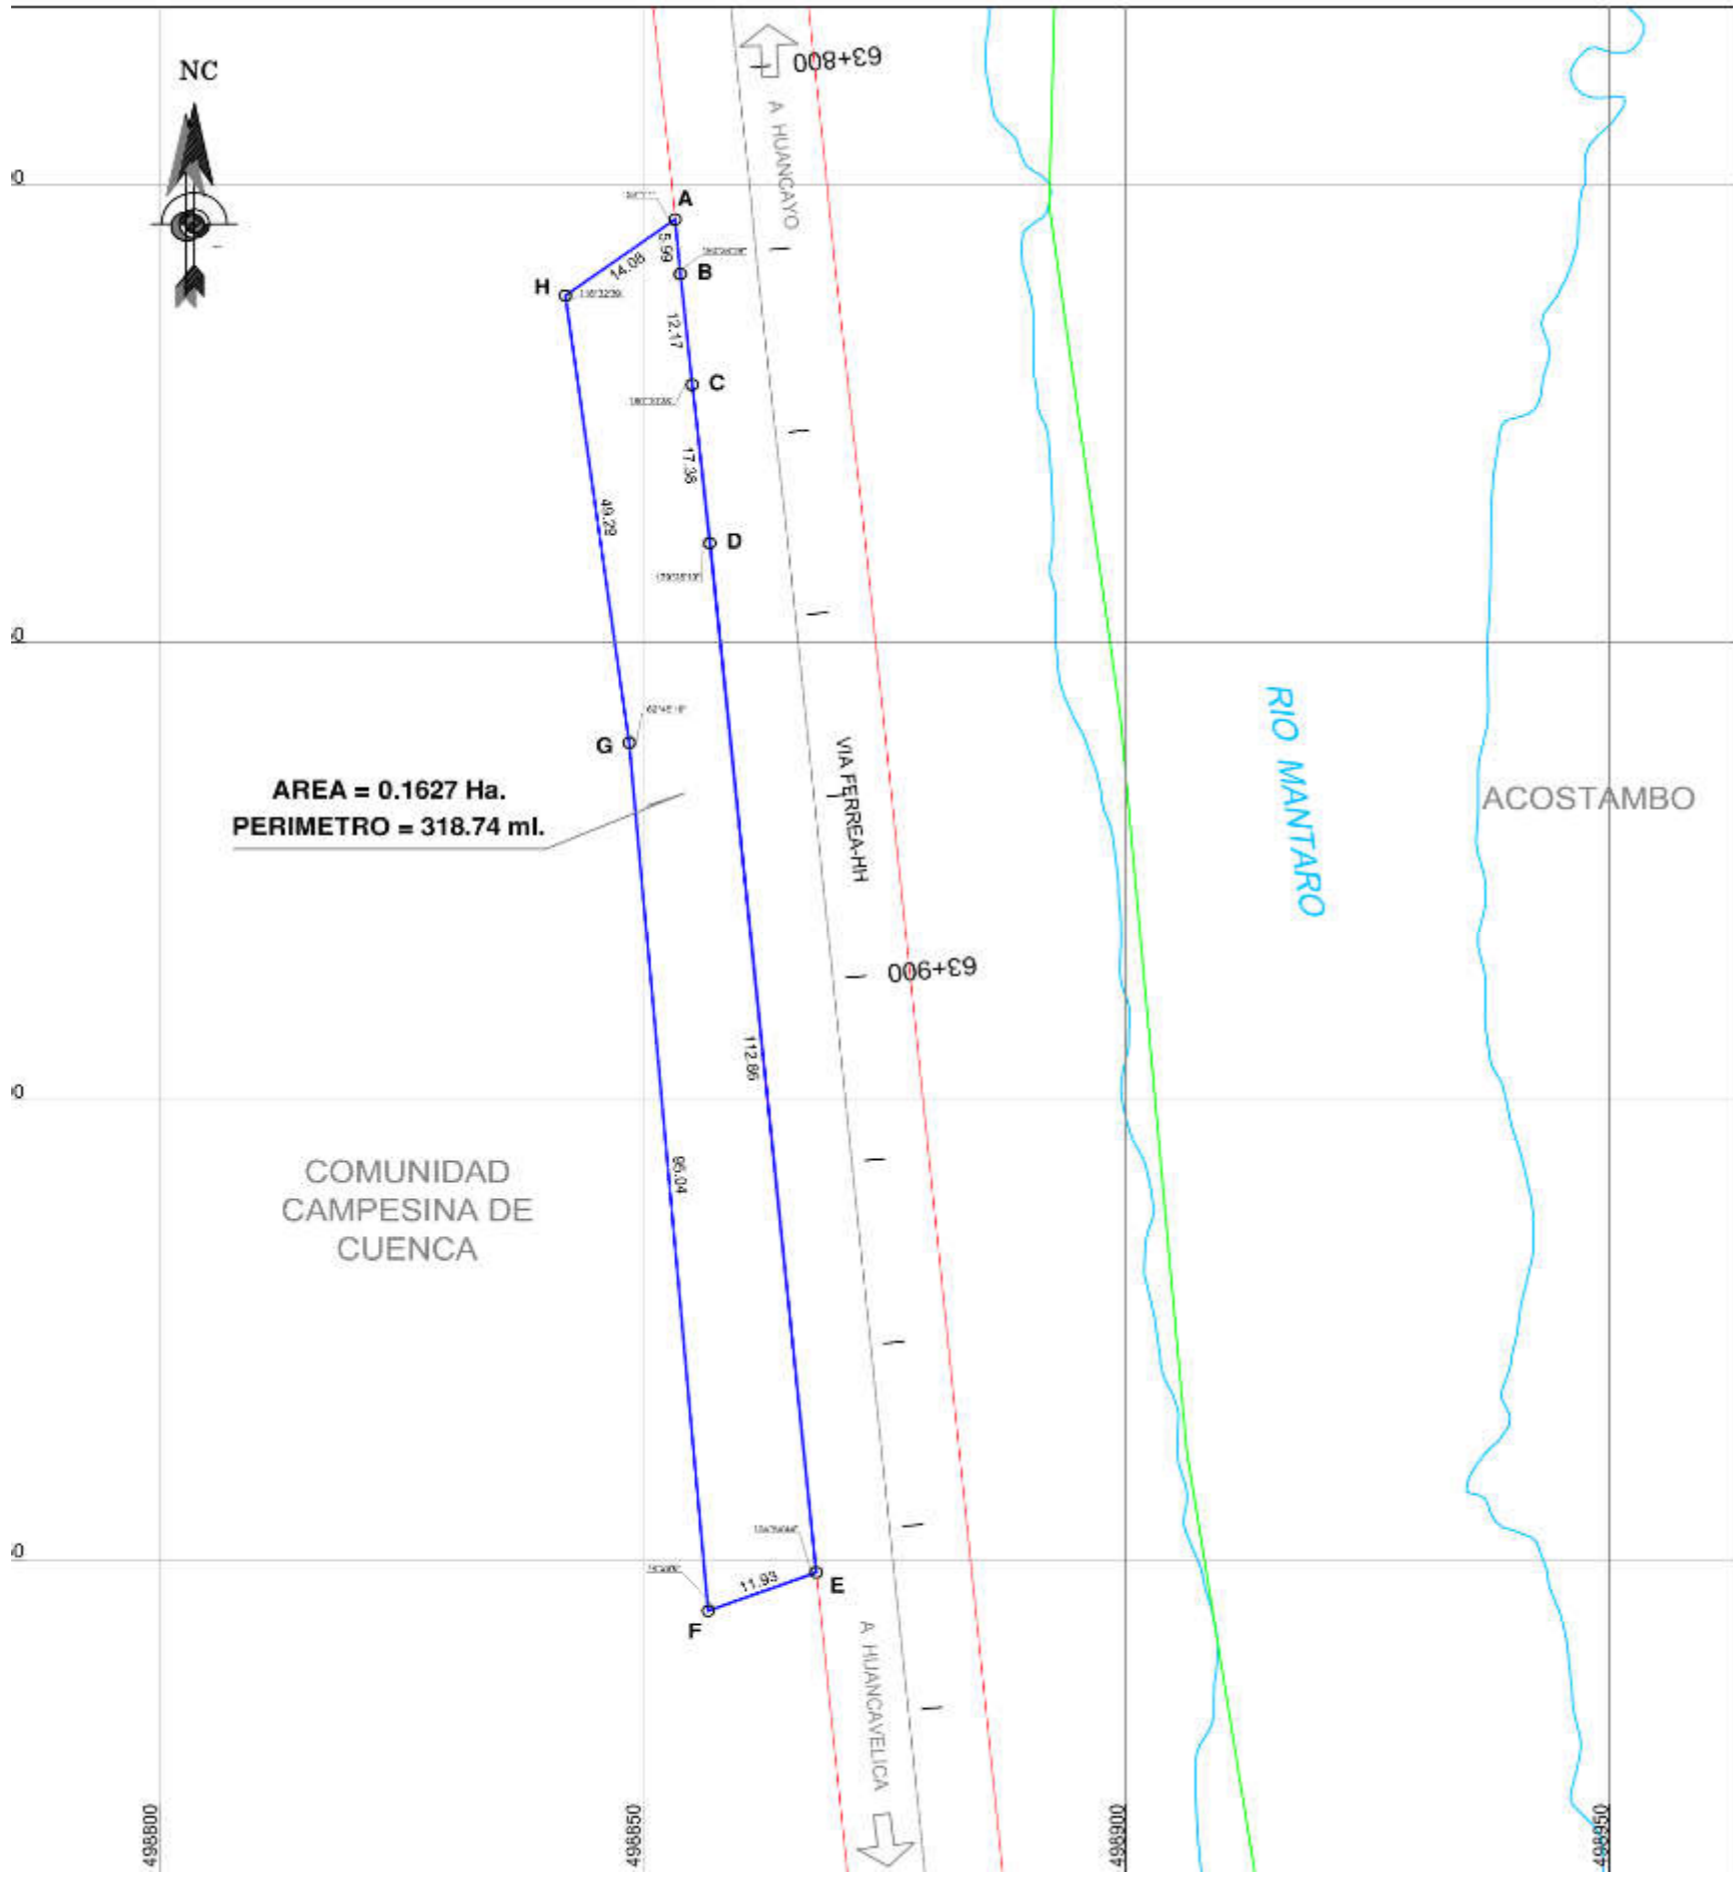 NC
63+800
A HUANCAYO
A
5.99
B
14.08
H
12.17
C
17.36
D
49.29
G
AREA = 0.1627 Ha.
PERIMETRO = 318.74 ml.
VIA FERREA-HH
RIO MANTARO
ACOSTAMBO
63+900
112.86
95.04
COMUNIDAD
CAMPESINA DE
CUENCA
11.93
E
F
A HUANCAVELICA
498800
498850
498900
498950